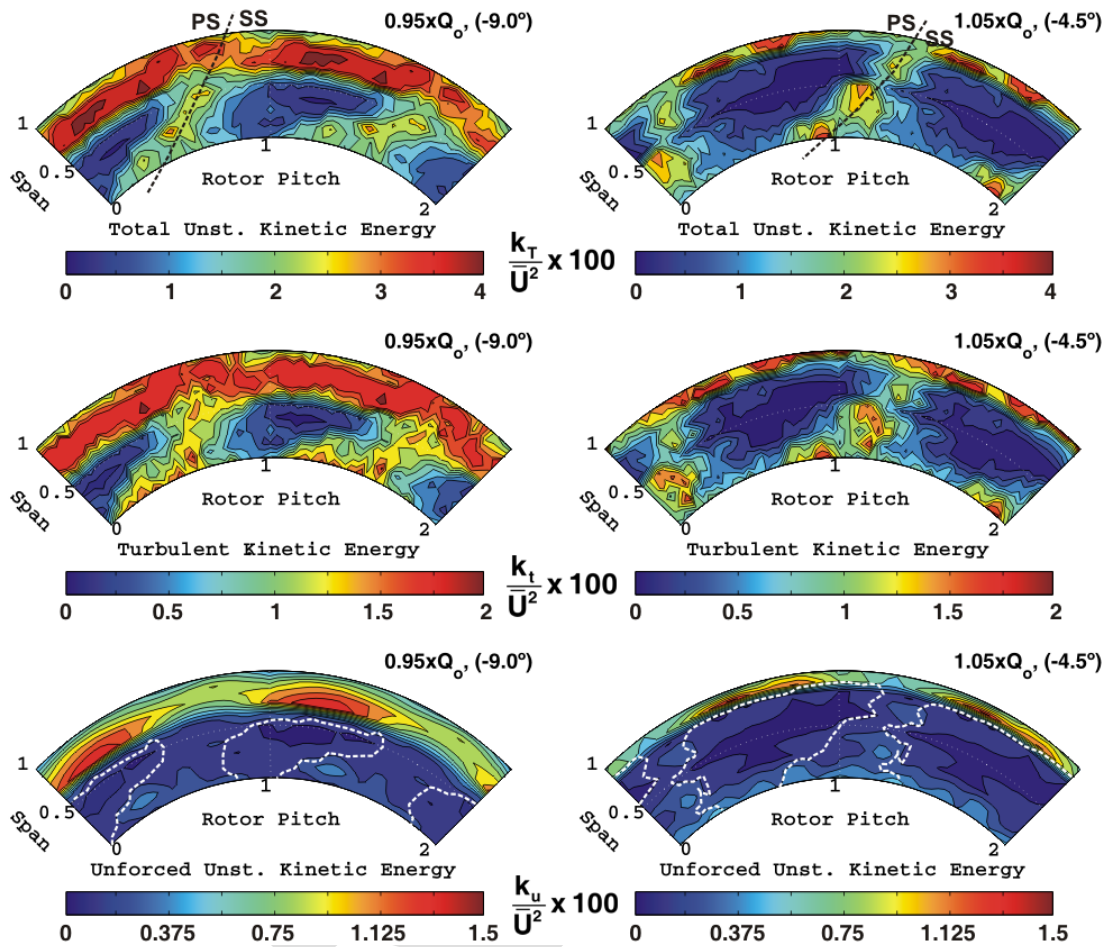 PS SS 0.95xQo, (-9.0°)
1
0.5
Span
0
1
2
Rotor Pitch
Total Unst. Kinetic Energy
0 1 2 3 4
PS SS 1.05xQo, (-4.5°)
1
0.5
Span
0
1
2
Rotor Pitch
Total Unst. Kinetic Energy
0 1 2 3 4
kT/Ū² x 100
0.95xQo, (-9.0°)
1
0.5
Span
0
1
2
Rotor Pitch
Turbulent Kinetic Energy
0 0.5 1 1.5 2
1.05xQo, (-4.5°)
1
0.5
Span
0
1
2
Rotor Pitch
Turbulent Kinetic Energy
0 0.5 1 1.5 2
kt/Ū² x 100
0.95xQo, (-9.0°)
1
0.5
Span
0
1
2
Rotor Pitch
Unforced Unst. Kinetic Energy
0 0.375 0.75 1.125 1.5
1.05xQo, (-4.5°)
1
0.5
Span
0
1
2
Rotor Pitch
Unforced Unst. Kinetic Energy
0 0.375 0.75 1.125 1.5
ku/Ū² x 100